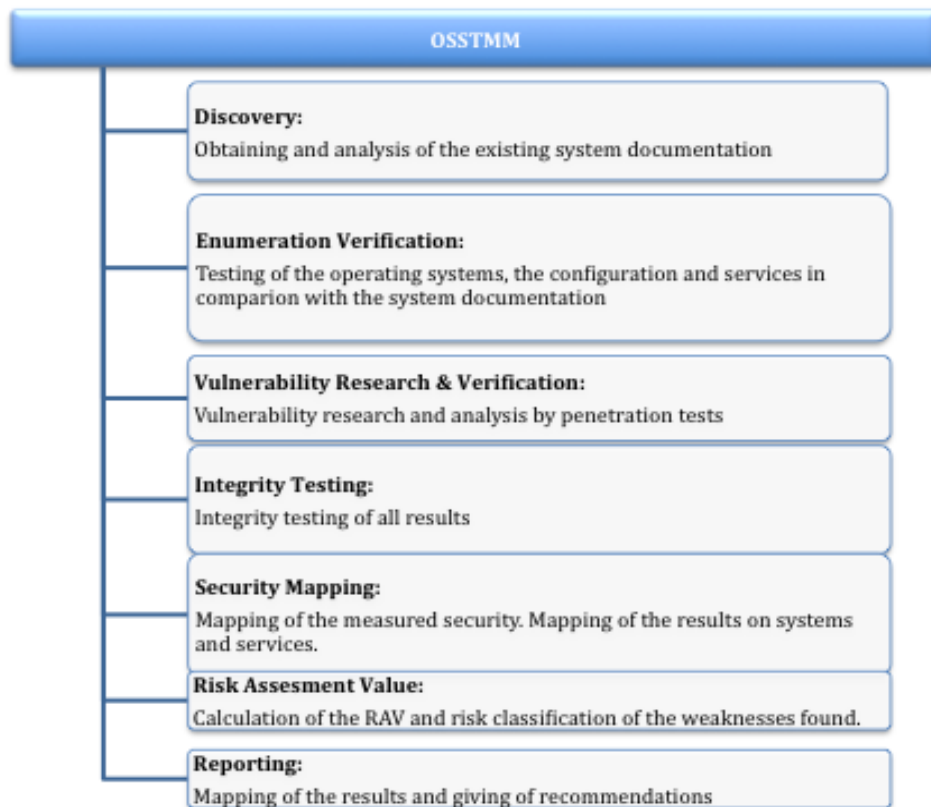 OSSTMM
Discovery:
Obtaining and analysis of the existing system documentation
Enumeration Verification:
Testing of the operating systems, the configuration and services in
comparion with the system documentation
Vulnerability Research & Verification:
Vulnerability research and analysis by penetration tests
Integrity Testing:
Integrity testing of all results
Security Mapping:
Mapping of the measured security. Mapping of the results on systems
and services.
Risk Assesment Value:
Calculation of the RAV and risk classification of the weaknesses found.
Reporting:
Mapping of the results and giving of recommendations